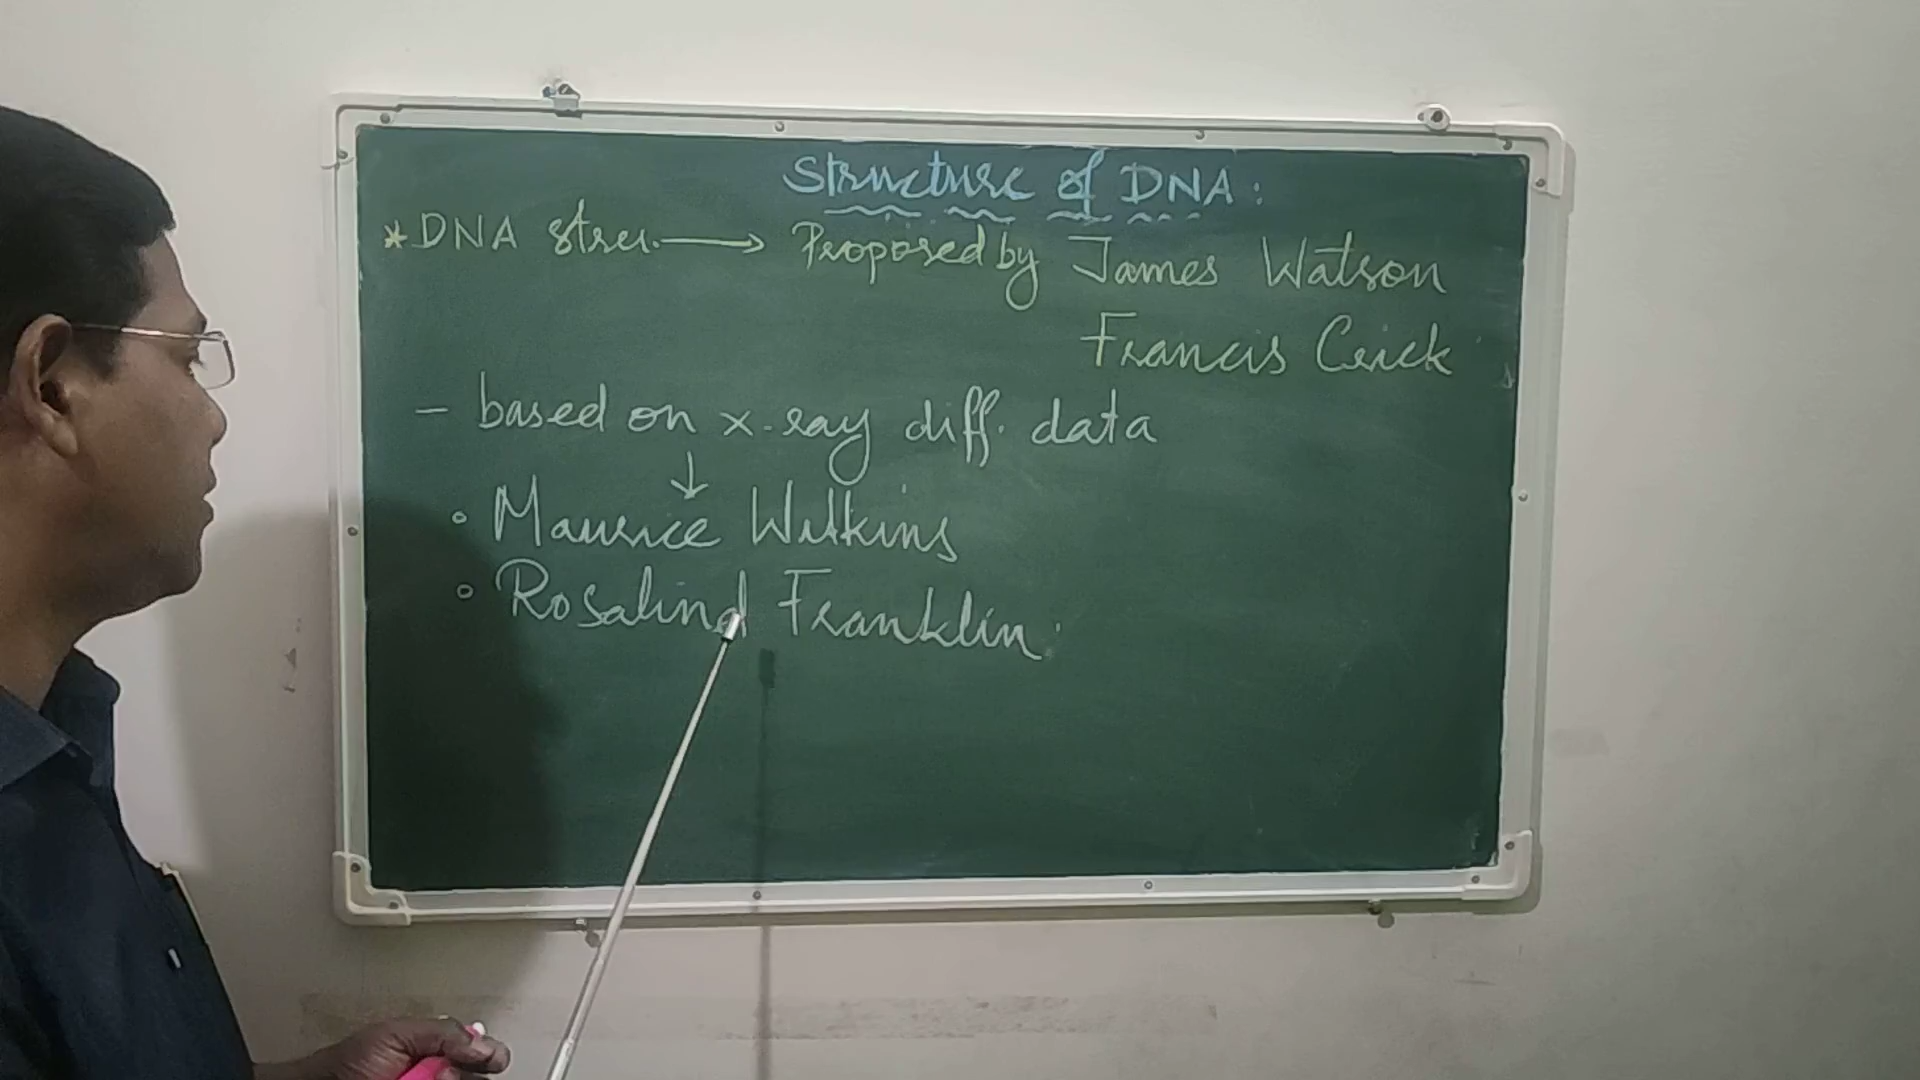 Structure of DNA:
*DNA stru. → Proposed by James Watson
Francis Crick
- based on x-ray diff. data
↓
◦ Maurice Wilkins
◦ Rosalind Franklin.